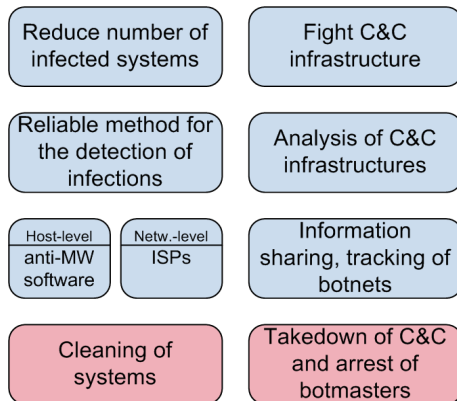 Reduce number of
infected systems
Fight C&C
infrastructure
Reliable method for
the detection of
infections
Analysis of C&C
infrastructures
Host-level
anti-MW
software
Netw.-level
ISPs
Information
sharing, tracking of
botnets
Cleaning of
systems
Takedown of C&C
and arrest of
botmasters